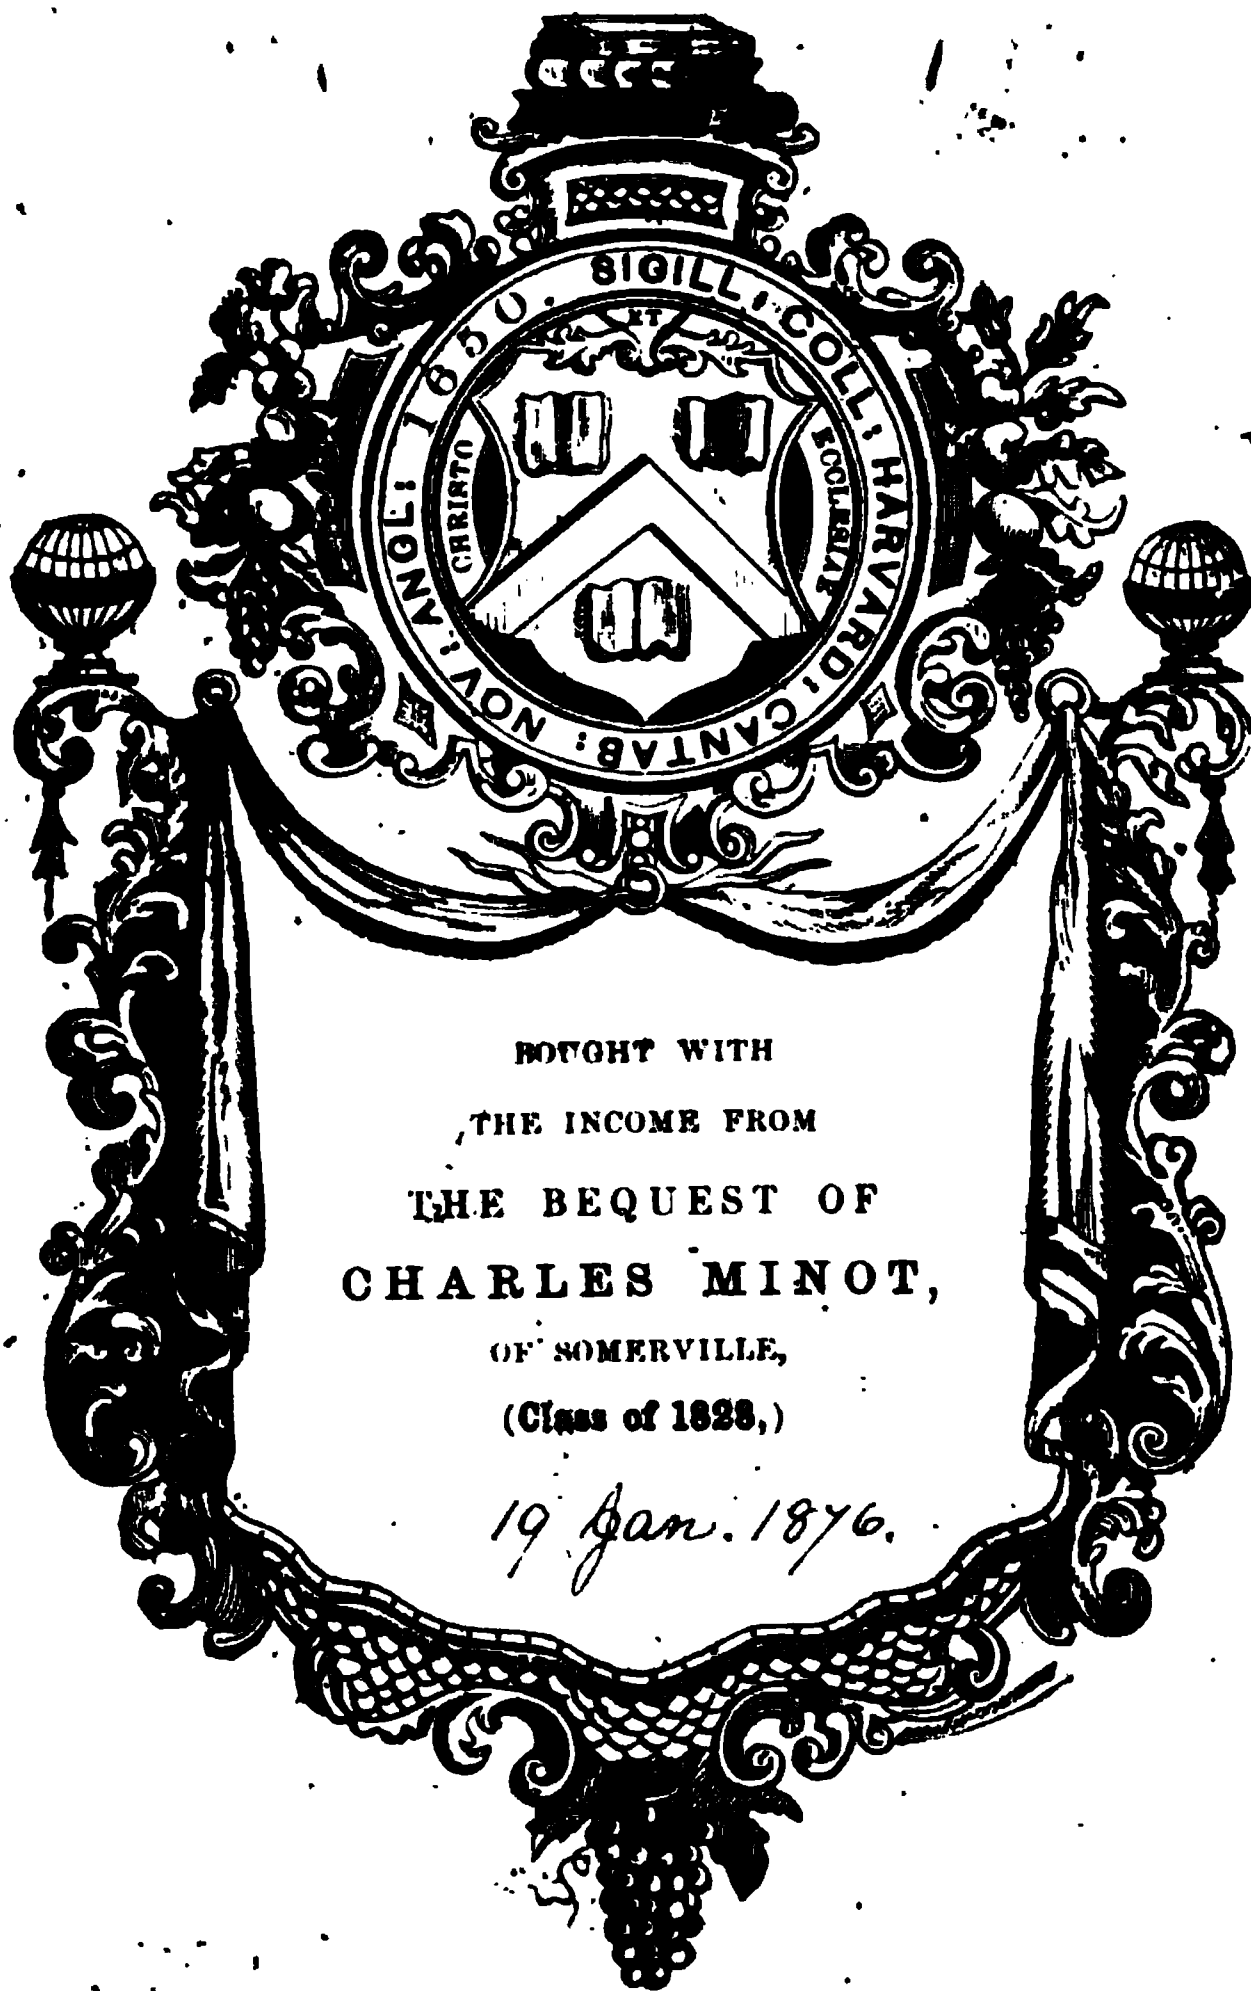 SIGILL: COLL: HARVARD: CANTAB: NOV: ANGL: 1650.
ET
CHRISTO
ECCLESIAE
BOUGHT WITH
THE INCOME FROM
THE BEQUEST OF
CHARLES MINOT,
OF SOMERVILLE,
(Class of 1828,)
19 Jan. 1876.